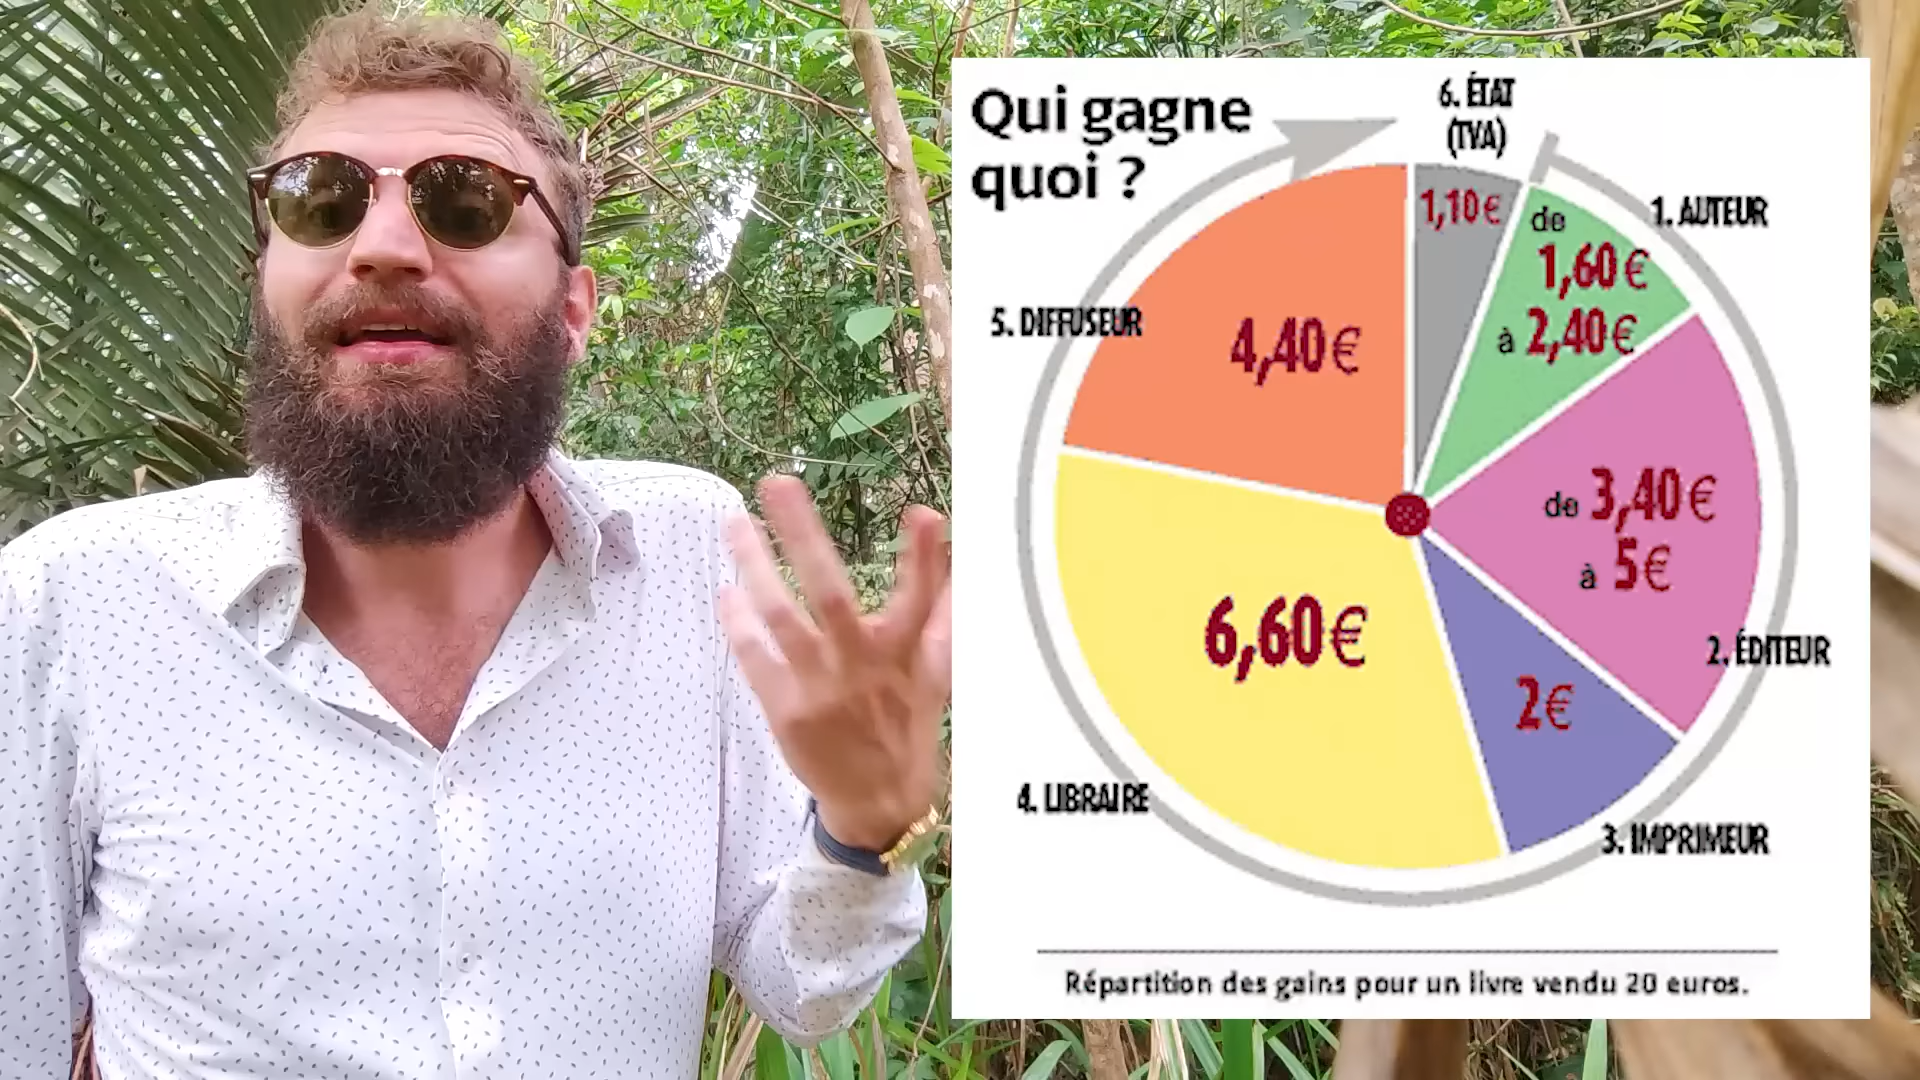 Qui gagne
quoi ?
6. ÉTAT
(TVA)
1,10 €
1. AUTEUR
de
1,60 €
à 2,40 €
5. DIFFUSEUR
4,40 €
de 3,40 €
à 5 €
2. ÉDITEUR
6,60 €
2 €
4. LIBRAIRE
3. IMPRIMEUR
Répartition des gains pour un livre vendu 20 euros.